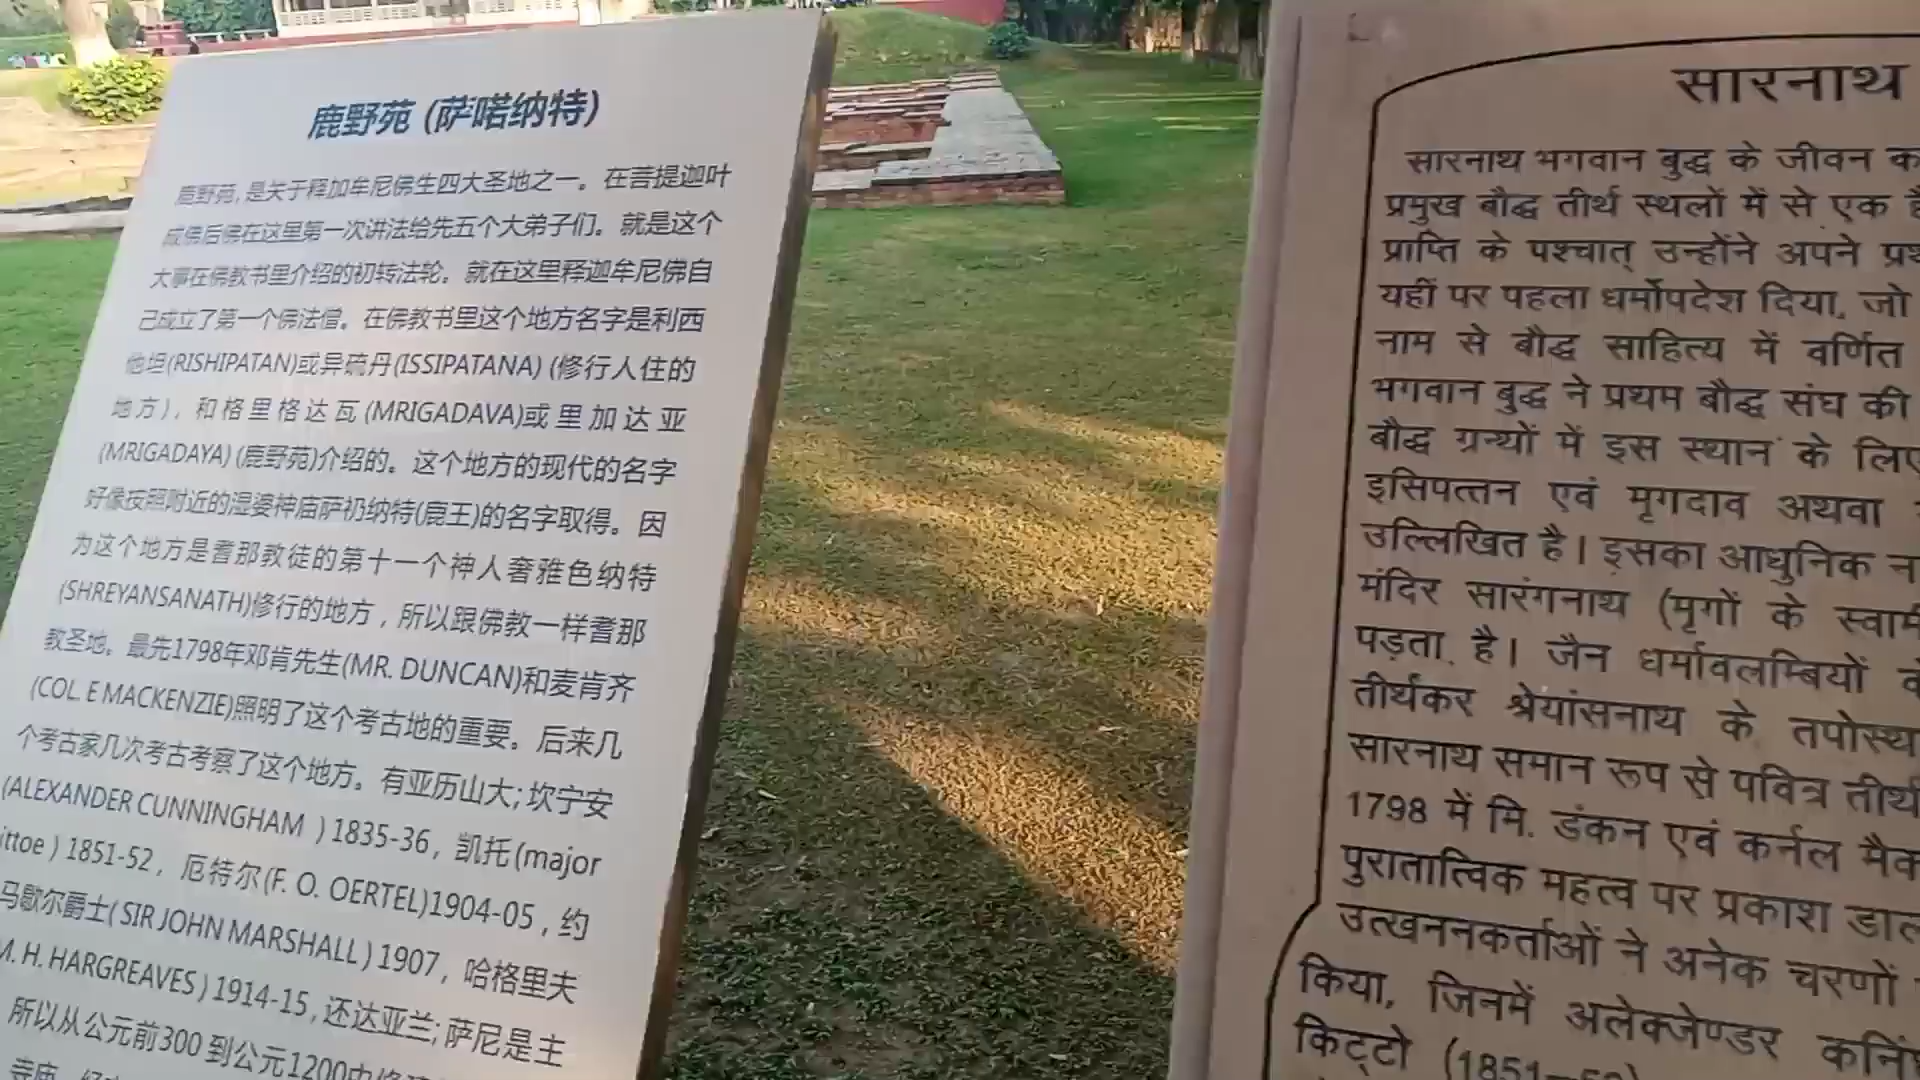 鹿野苑 (萨喏纳特)
鹿野苑, 是关于释加牟尼佛生四大圣地之一。在菩提迦叶
成佛后佛在这里第一次讲法给先五个大弟子们。就是这个
大事在佛教书里介绍的初转法轮。就在这里释迦牟尼佛自
己成立了第一个佛法僧。在佛教书里这个地方名字是利西
他坦(RISHIPATAN)或异硫丹(ISSIPATANA) (修行人住的
地方), 和格里格达瓦(MRIGADAVA)或里加达亚
(MRIGADAYA) (鹿野苑)介绍的。这个地方的现代的名字
好像按照附近的湿婆神庙萨礽纳特(鹿王)的名字取得。因
为这个地方是耆那教徒的第十一个神人奢雅色纳特
(SHREYANSANATH)修行的地方, 所以跟佛教一样耆那
教圣地。最先1798年邓肯先生(MR. DUNCAN)和麦肯齐
(COL. E MACKENZIE)照明了这个考古地的重要。后来几
个考古家几次考古考察了这个地方。有亚历山大; 坎宁安
(ALEXANDER CUNNINGHAM ) 1835-36, 凯托(major
ittoe ) 1851-52, 厄特尔(F. O. OERTEL)1904-05, 约
马歇尔爵士( SIR JOHN MARSHALL ) 1907, 哈格里夫
M. H. HARGREAVES ) 1914-15, 还达亚兰; 萨尼是主
所以从公元前300 到公元1200
सारनाथ
सारनाथ भगवान बुद्ध के जीवन
प्रमुख बौद्ध तीर्थ स्थलों में से एक
प्राप्ति के पश्चात् उन्होंने अपने
यहीं पर पहला धर्मोपदेश दिया, जो
नाम से बौद्ध साहित्य में वर्णित
भगवान बुद्ध ने प्रथम बौद्ध संघ की
बौद्ध ग्रन्थों में इस स्थान के लिए
इसिपत्तन एवं मृगदाव अथवा
उल्लिखित है। इसका आधुनिक
मंदिर सारंगनाथ (मृगों के
पड़ता है। जैन धर्मावलम्बियों
तीर्थकर श्रेयांसनाथ के
सारनाथ समान रूप से पवित्र
1798 में मि. डंकन एवं कर्नल
पुरातात्विक महत्व पर प्रकाश
उत्खननकर्ताओं ने अनेक चरणों
किया, जिनमें अलेक्जेण्डर
किट्टो